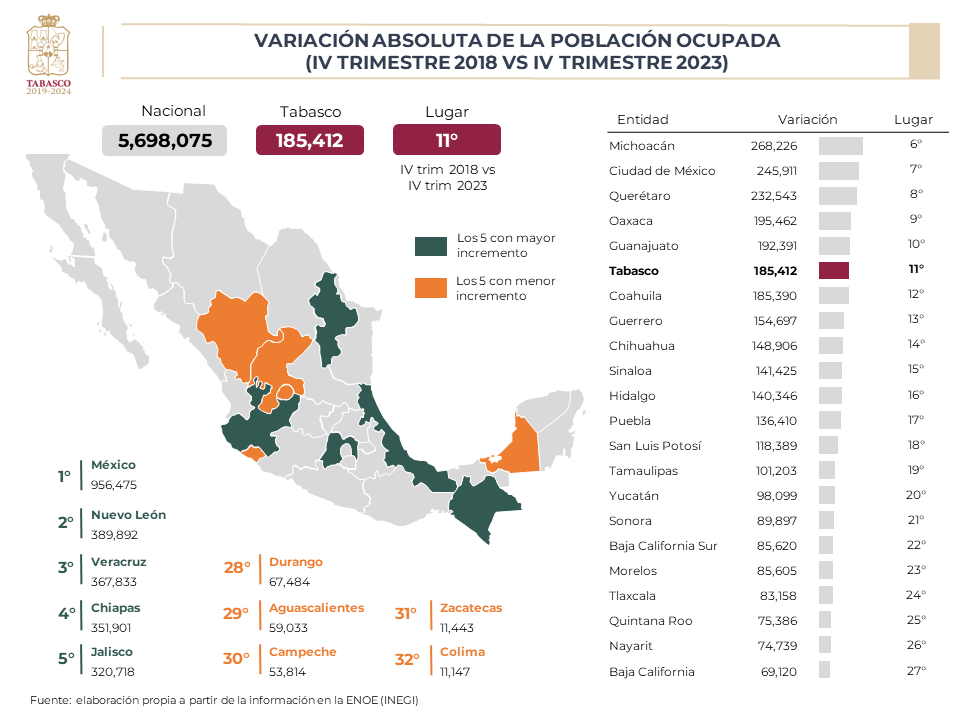 TABASCO
2019-2024
VARIACIÓN ABSOLUTA DE LA POBLACIÓN OCUPADA
(IV TRIMESTRE 2018 VS IV TRIMESTRE 2023)
Nacional
5,698,075
Tabasco
185,412
Lugar
11°
IV trim 2018 vs
IV trim 2023
Los 5 con mayor
incremento
Los 5 con menor
incremento
1° México
956,475
2° Nuevo León
389,892
3° Veracruz
367,833
4° Chiapas
351,901
5° Jalisco
320,718
28° Durango
67,484
29° Aguascalientes
59,033
30° Campeche
53,814
31° Zacatecas
11,443
32° Colima
11,147
Entidad Variación Lugar
Michoacán 268,226 6°
Ciudad de México 245,911 7°
Querétaro 232,543 8°
Oaxaca 195,462 9°
Guanajuato 192,391 10°
Tabasco 185,412 11°
Coahuila 185,390 12°
Guerrero 154,697 13°
Chihuahua 148,906 14°
Sinaloa 141,425 15°
Hidalgo 140,346 16°
Puebla 136,410 17°
San Luis Potosí 118,389 18°
Tamaulipas 101,203 19°
Yucatán 98,099 20°
Sonora 89,897 21°
Baja California Sur 85,620 22°
Morelos 85,605 23°
Tlaxcala 83,158 24°
Quintana Roo 75,386 25°
Nayarit 74,739 26°
Baja California 69,120 27°
Fuente: elaboración propia a partir de la información en la ENOE (INEGI)